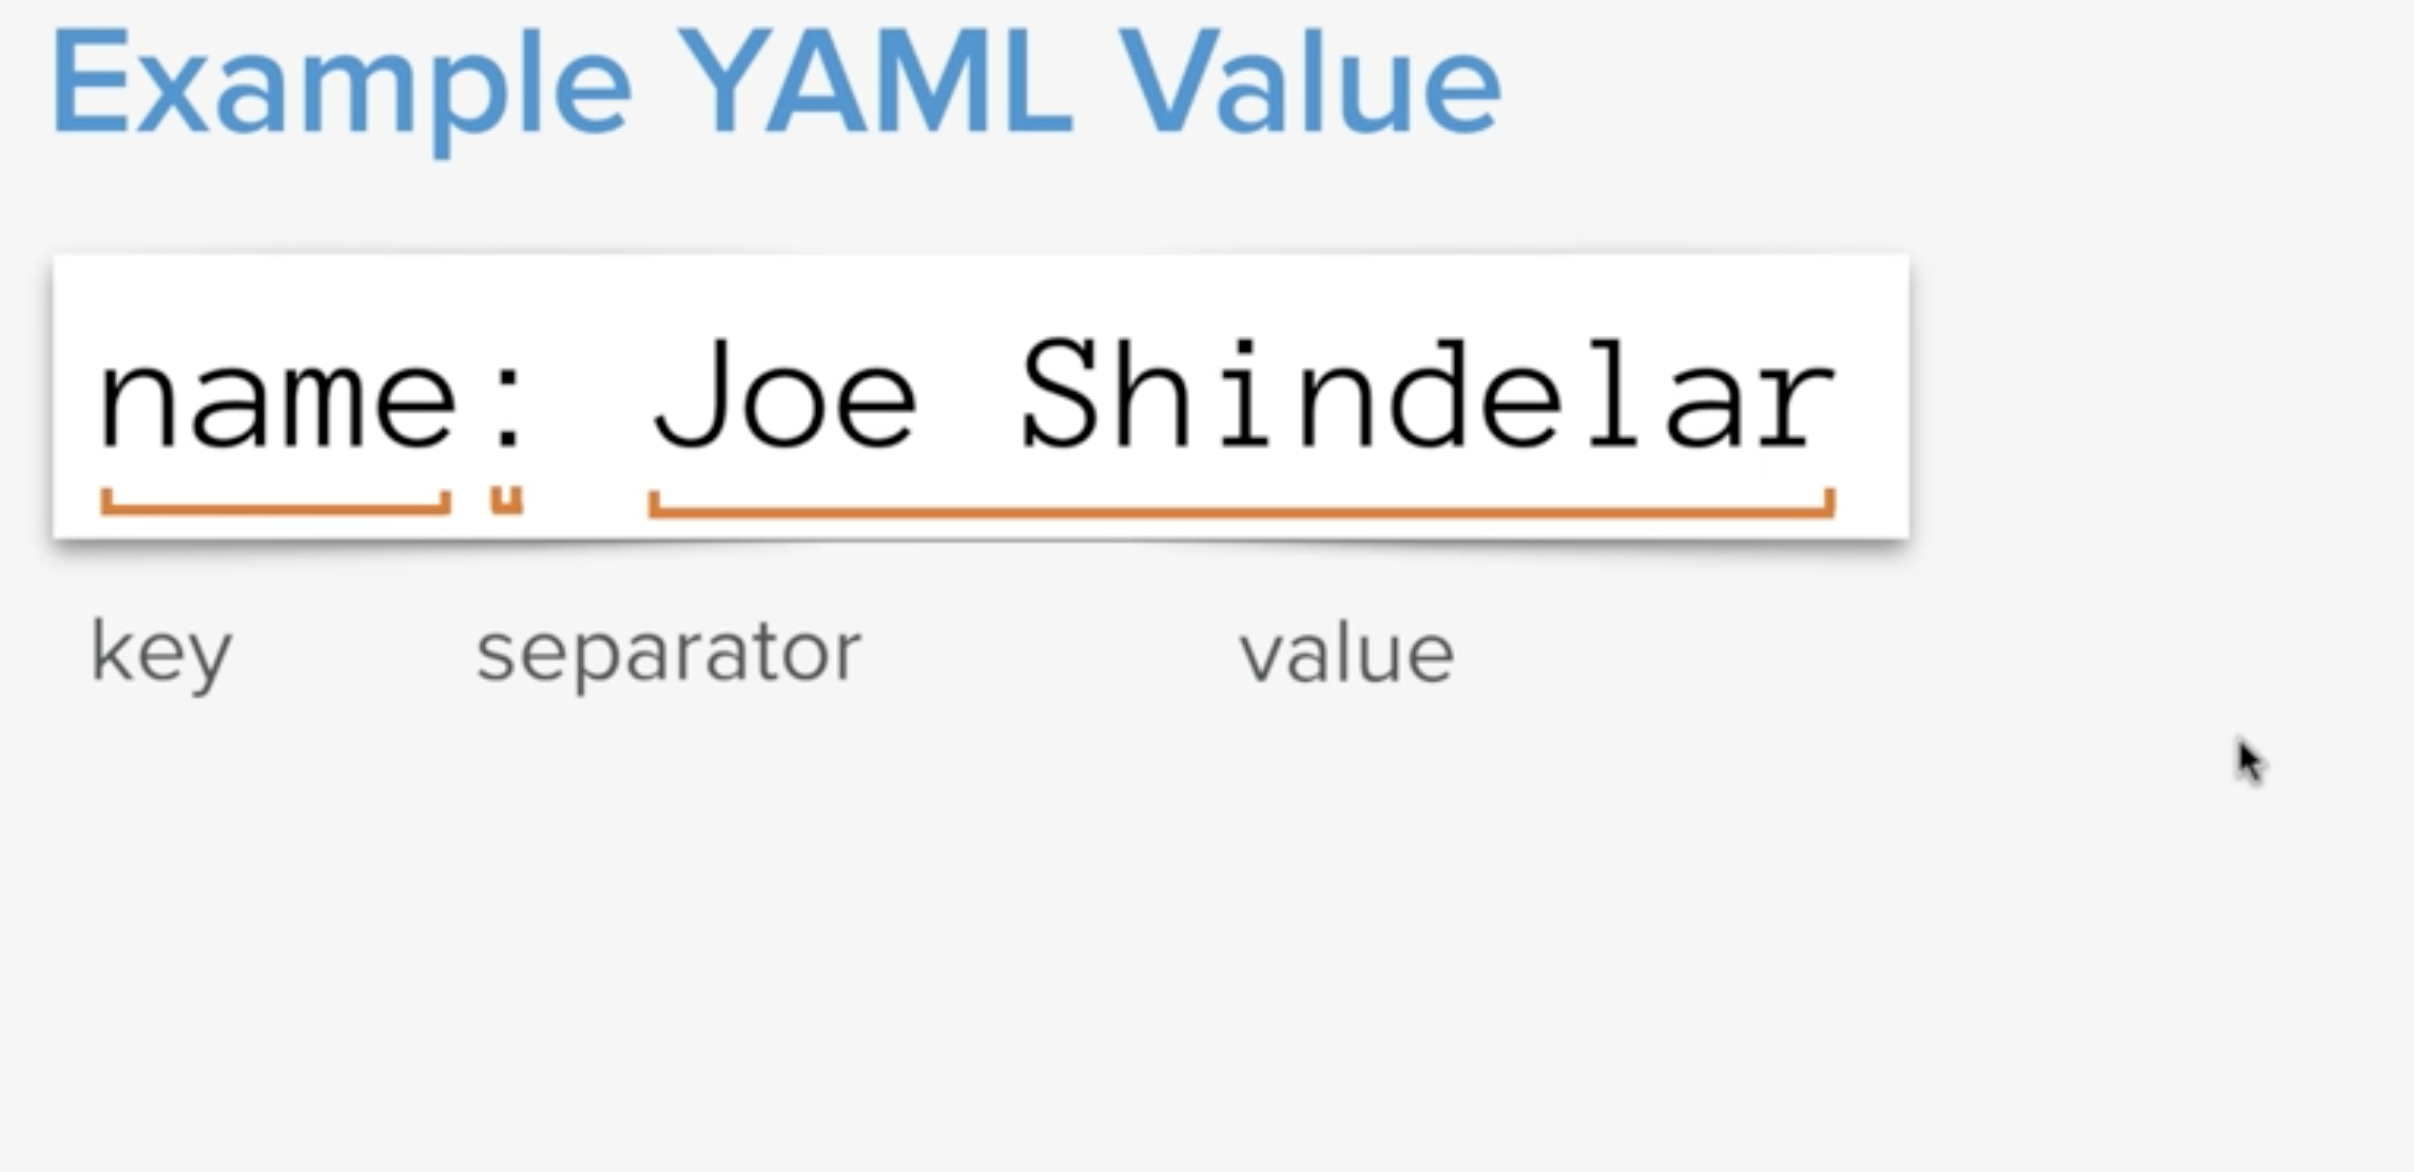 Example YAML Value
name: Joe Shindelar
key separator value